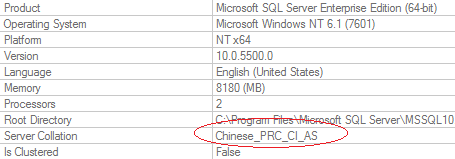 Product Microsoft SQL Server Enterprise Edition (64-bit)
Operating System Microsoft Windows NT 6.1 (7601)
Platform NT x64
Version 10.0.5500.0
Language English (United States)
Memory 8180 (MB)
Processors 2
Root Directory C:\Program Files\Microsoft SQL Server\MSSQL10
Server Collation Chinese_PRC_CI_AS
Is Clustered False